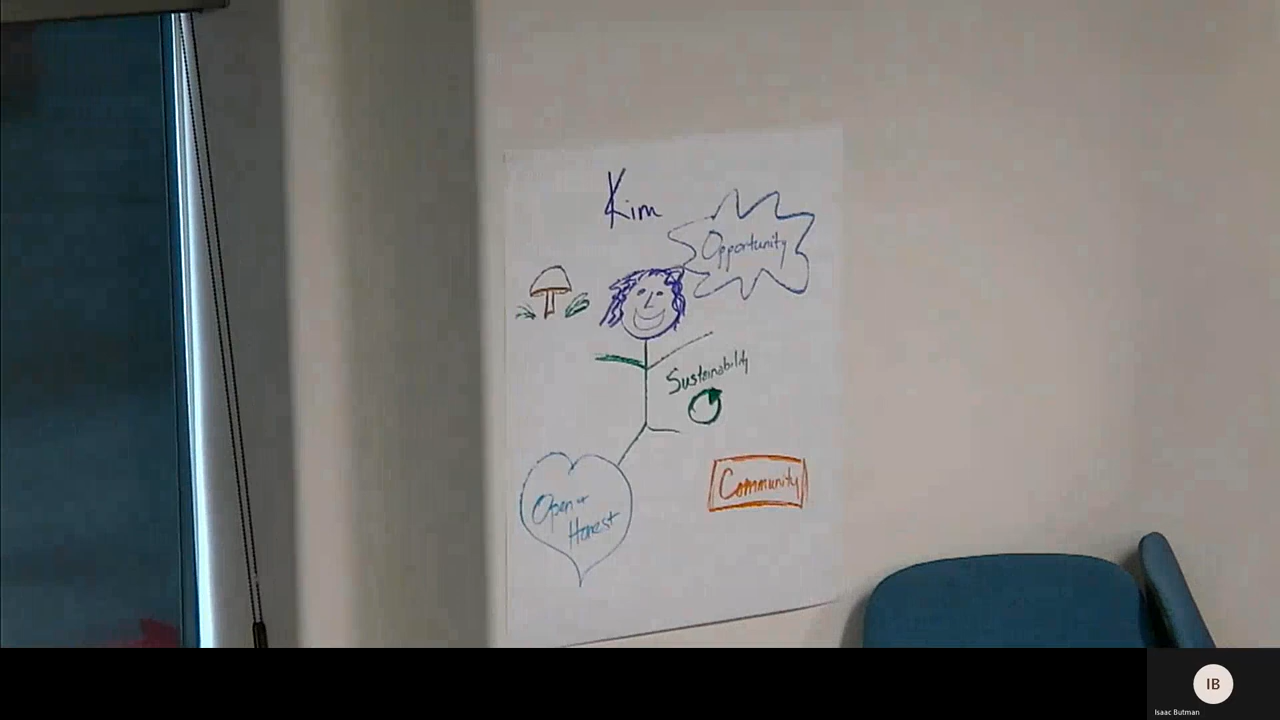 Kim
Opportunity
Sustainability
Community
Open +
Honest
IB
Isaac Butman